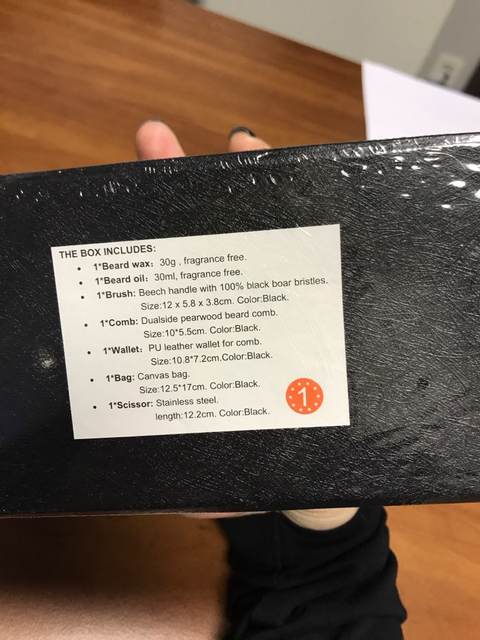 THE BOX INCLUDES:
• 1*Beard wax: 30g , fragrance free.
• 1*Beard oil: 30ml, fragrance free.
• 1*Brush: Beech handle with 100% black boar bristles.
Size:12 x 5.8 x 3.8cm. Color:Black.
• 1*Comb: Dualside pearwood beard comb.
Size:10*5.5cm. Color:Black.
• 1*Wallet: PU leather wallet for comb.
Size:10.8*7.2cm.Color:Black.
• 1*Bag: Canvas bag.
Size:12.5*17cm. Color:Black.
• 1*Scissor: Stainless steel.
length:12.2cm. Color:Black.
1